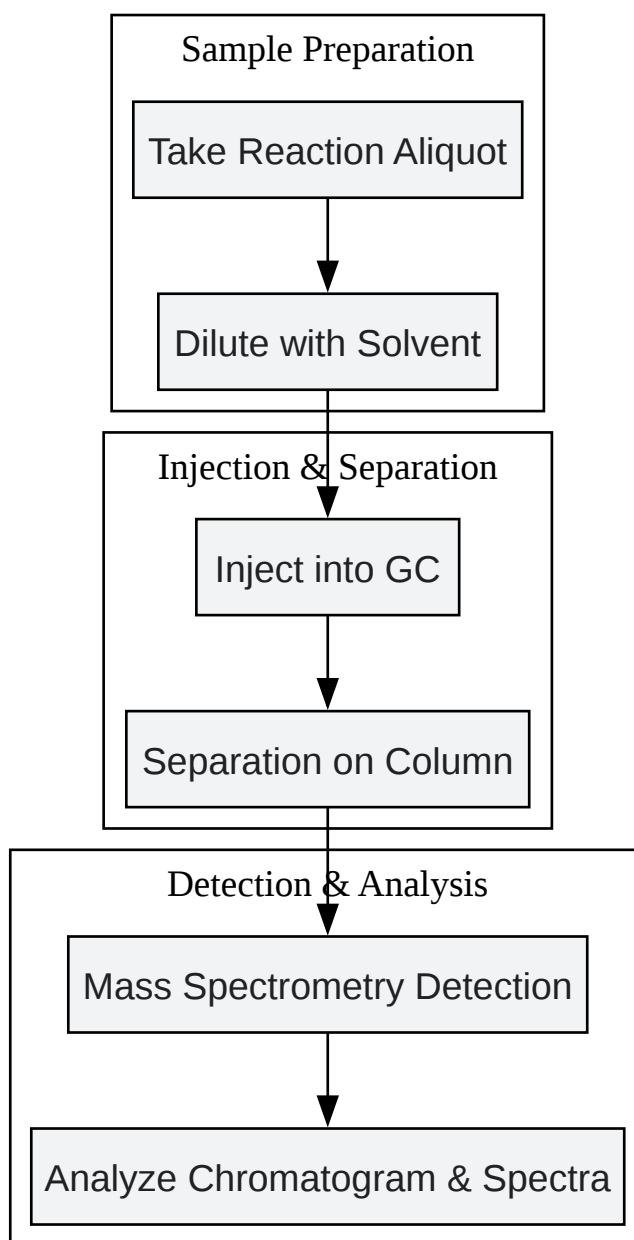 Sample Preparation
Take Reaction Aliquot
Dilute with Solvent
Injection & Separation
Inject into GC
Separation on Column
Detection & Analysis
Mass Spectrometry Detection
Analyze Chromatogram & Spectra